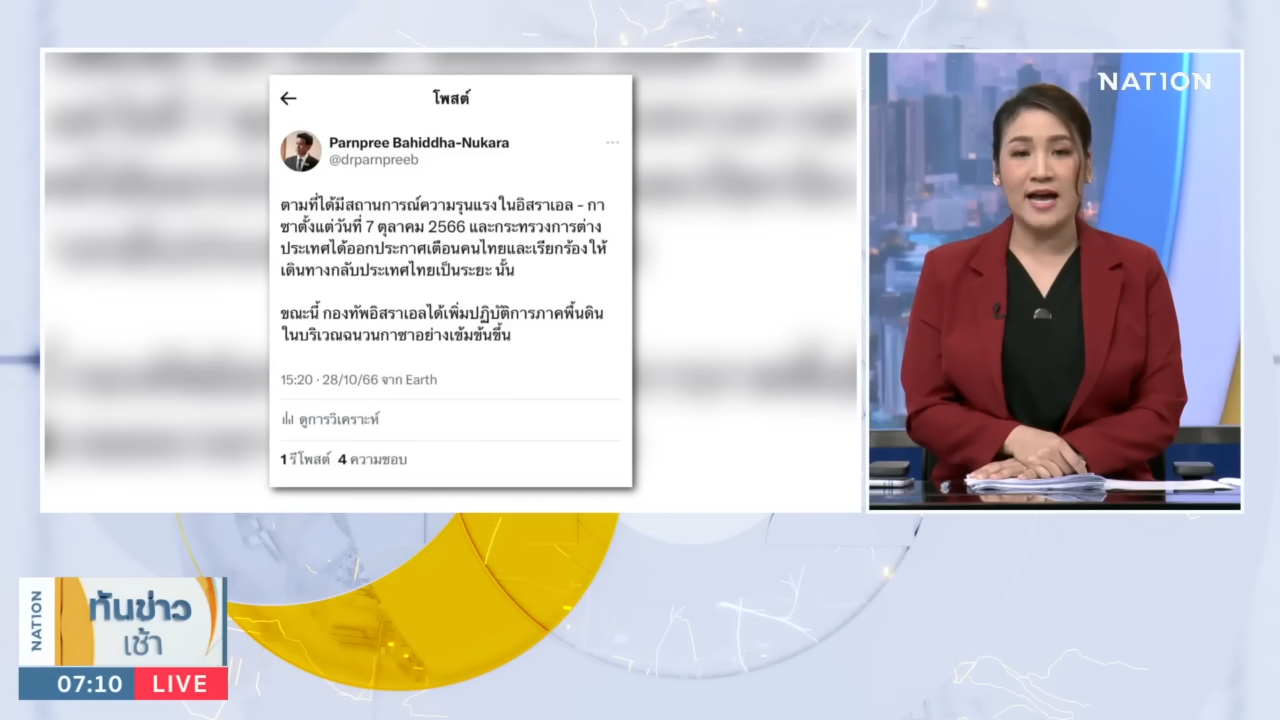 โพสต์
Parnpree Bahiddha-Nukara
@drparnpreeb
ตามที่ได้มีสถานการณ์ความรุนแรงในอิสราเอล - กา
ซาตั้งแต่วันที่ 7 ตุลาคม 2566 และกระทรวงการต่าง
ประเทศได้ออกประกาศเตือนคนไทยและเรียกร้องให้
เดินทางกลับประเทศไทยเป็นระยะ นั้น
ขณะนี้ กองทัพอิสราเอลได้เพิ่มปฏิบัติการภาคพื้นดิน
ในบริเวณฉนวนกาซาอย่างเข้มข้นขึ้น
15:20 · 28/10/66 จาก Earth
ดูการวิเคราะห์
1 รีโพสต์ 4 ความชอบ
NATION
NATION
ทันข่าว
เช้า
07:10 LIVE